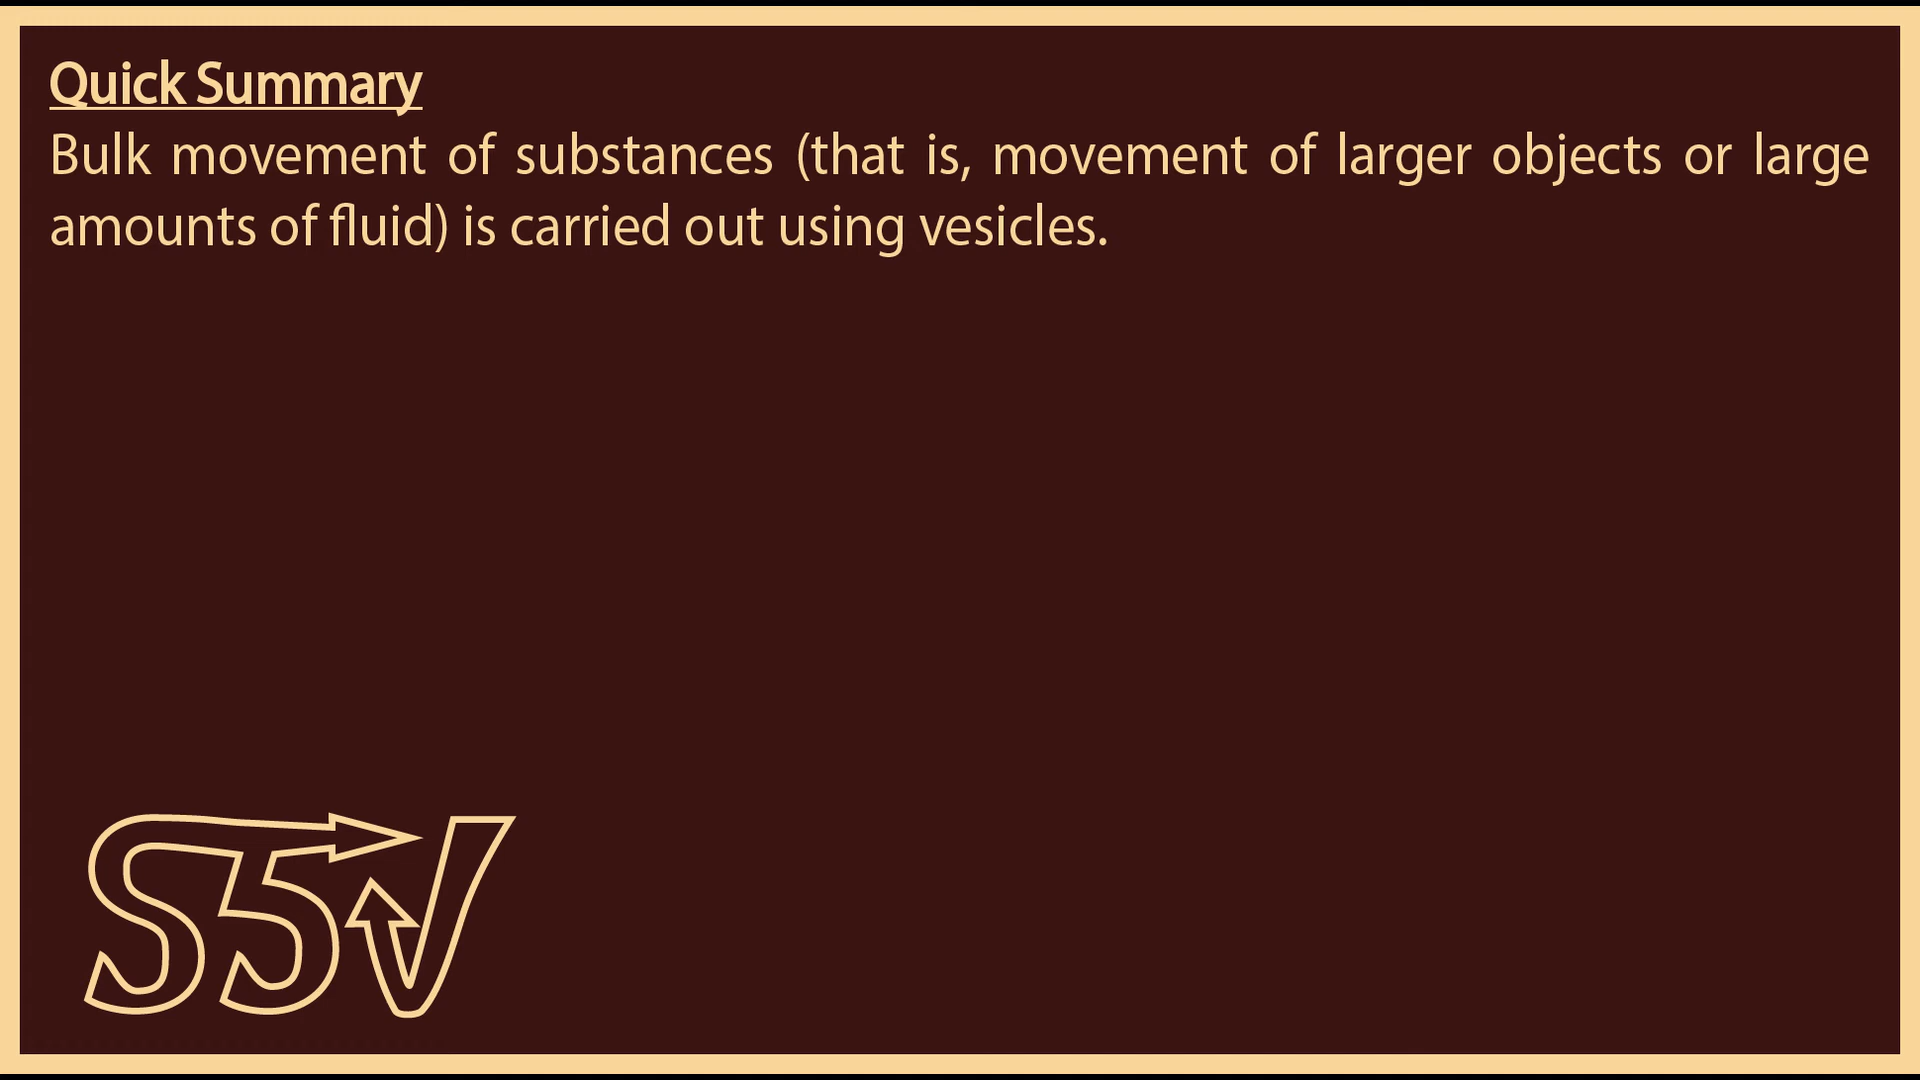 Quick Summary
Bulk movement of substances (that is, movement of larger objects or large
amounts of fluid) is carried out using vesicles.
S5V